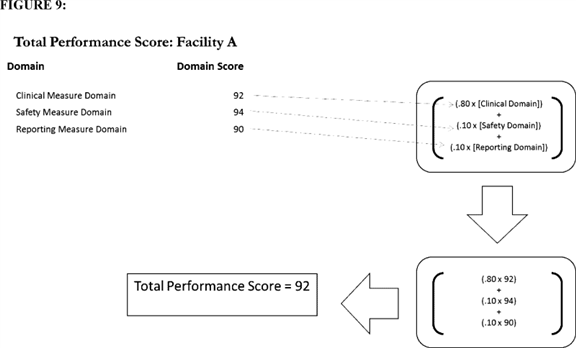 FIGURE 9:
Total Performance Score: Facility A
Domain Domain Score
Clinical Measure Domain 92
Safety Measure Domain 94
Reporting Measure Domain 90
(.80 x [Clinical Domain])
+
(.10 x [Safety Domain])
+
(.10 x [Reporting Domain])
(.80 x 92)
+
(.10 x 94)
+
(.10 x 90)
Total Performance Score = 92